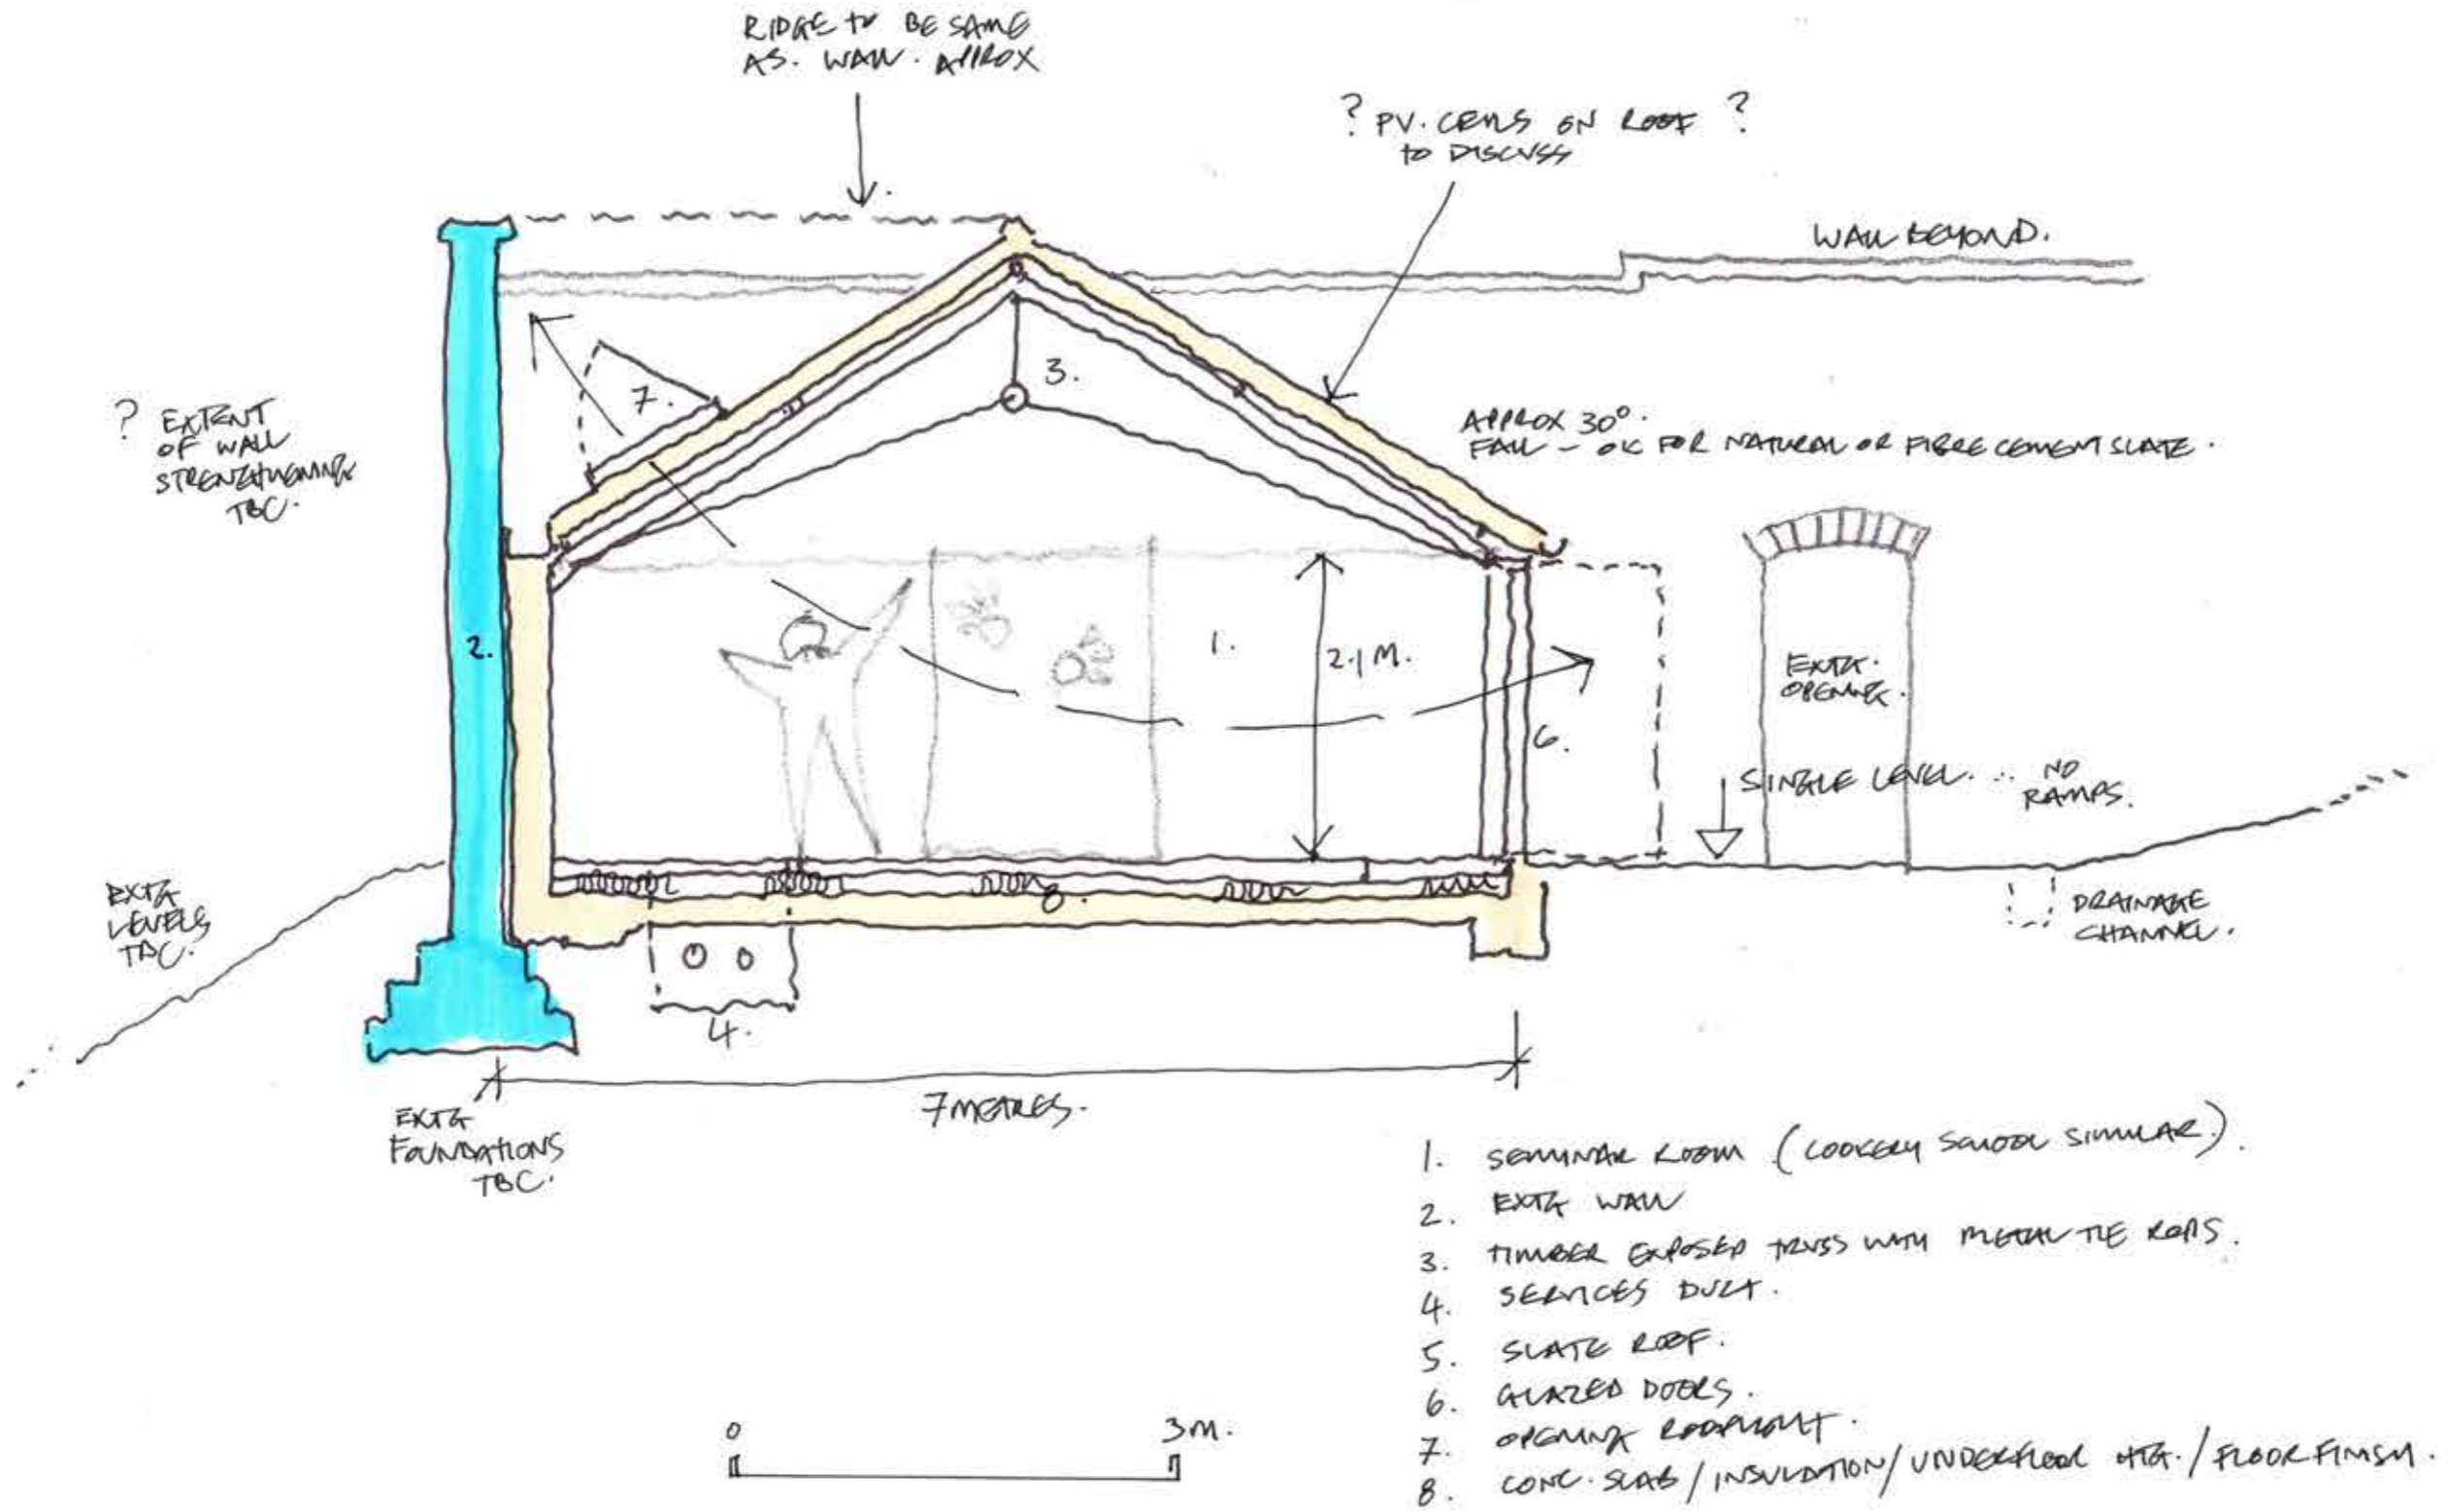 RIDGE TO BE SAME
AS. WALL. APPROX
? PV. CELLS ON ROOF ?
TO DISCUSS
WALL BEYOND.
? EXTENT
OF WALL
STRENGTHENING
TBC.
7.
3.
APPROX 30°.
FALL - OK FOR NATURAL OR FIBRE CEMENT SLATE.
2.
1.
2.1 M.
6.
EXTG.
OPENING.
SINGLE LEVEL. ∴ NO
RAMPS.
EXTG
LEVELS
TBC.
8.
DRAINAGE
CHANNEL.
4.
7 METRES.
EXTG
FOUNDATIONS
TBC.
1. SEMINAR ROOM (COOKERY SCHOOL SIMILAR).
2. EXTG WALL
3. TIMBER EXPOSED TRUSS WITH METAL TIE RODS.
4. SERVICES DUCT.
5. SLATE ROOF.
6. GLAZED DOORS.
7. OPENING ROOFLIGHT.
8. CONC. SLAB / INSULATION / UNDERFLOOR HTG. / FLOOR FINISH.
0 3M.